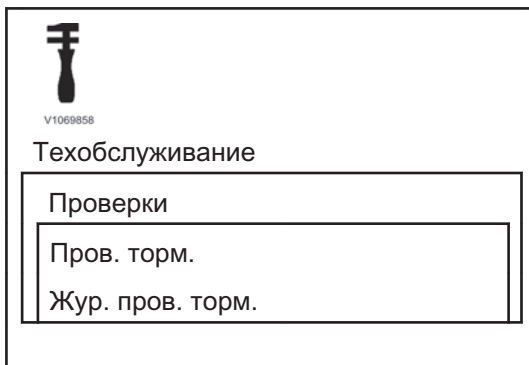 V1069858
Техобслуживание
Проверки
Пров. торм.
Жур. пров. торм.